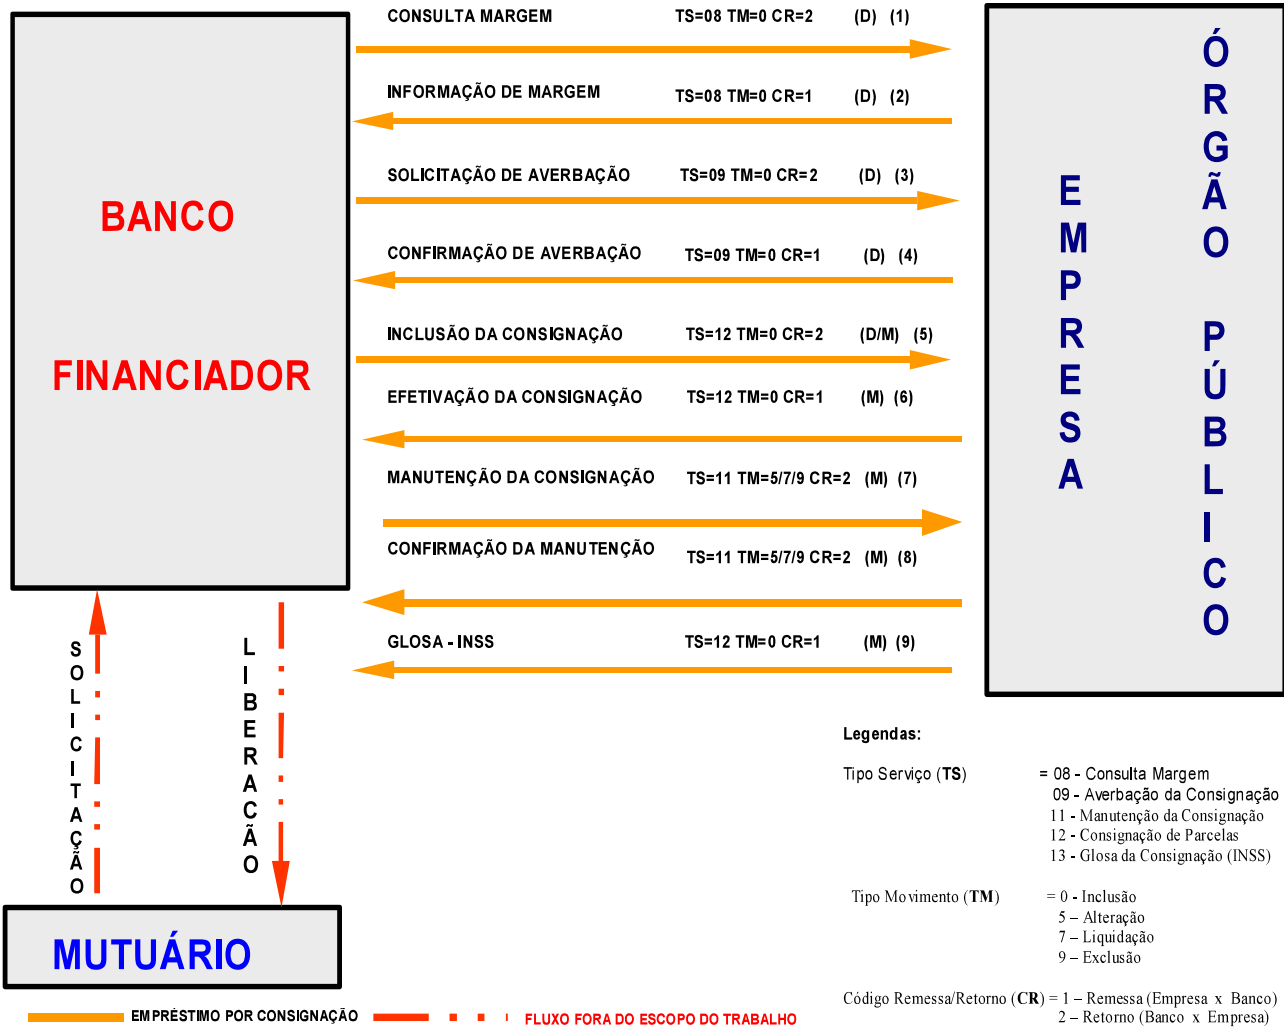 CONSULTA MARGEM TS=08 TM=0 CR=2 (D) (1)
INFORMAÇÃO DE MARGEM TS=08 TM=0 CR=1 (D) (2)
SOLICITAÇÃO DE AVERBAÇÃO TS=09 TM=0 CR=2 (D) (3)
CONFIRMAÇÃO DE AVERBAÇÃO TS=09 TM=0 CR=1 (D) (4)
INCLUSÃO DA CONSIGNAÇÃO TS=12 TM=0 CR=2 (D/M) (5)
EFETIVAÇÃO DA CONSIGNAÇÃO TS=12 TM=0 CR=1 (M) (6)
MANUTENÇÃO DA CONSIGNAÇÃO TS=11 TM=5/7/9 CR=2 (M) (7)
CONFIRMAÇÃO DA MANUTENÇÃO TS=11 TM=5/7/9 CR=2 (M) (8)
GLOSA - INSS TS=12 TM=0 CR=1 (M) (9)
BANCO
FINANCIADOR
EMPRESA
ÓRGÃO PÚBLICO
SOLICITAÇÃO
LIBERACÃO
MUTUÁRIO
Legendas:
Tipo Serviço (TS) = 08 - Consulta Margem
09 - Averbação da Consignação
11 - Manutenção da Consignação
12 - Consignação de Parcelas
13 - Glosa da Consignação (INSS)
Tipo Movimento (TM) = 0 - Inclusão
5 – Alteração
7 – Liquidação
9 – Exclusão
Código Remessa/Retorno (CR) = 1 – Remessa (Empresa x Banco)
2 – Retorno (Banco x Empresa)
EMPRÉSTIMO POR CONSIGNAÇÃO FLUXO FORA DO ESCOPO DO TRABALHO